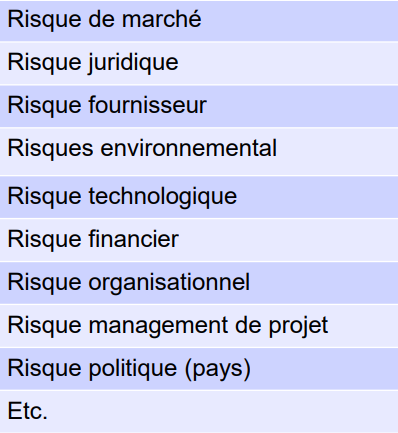 Risque de marché
Risque juridique
Risque fournisseur
Risques environnemental
Risque technologique
Risque financier
Risque organisationnel
Risque management de projet
Risque politique (pays)
Etc.